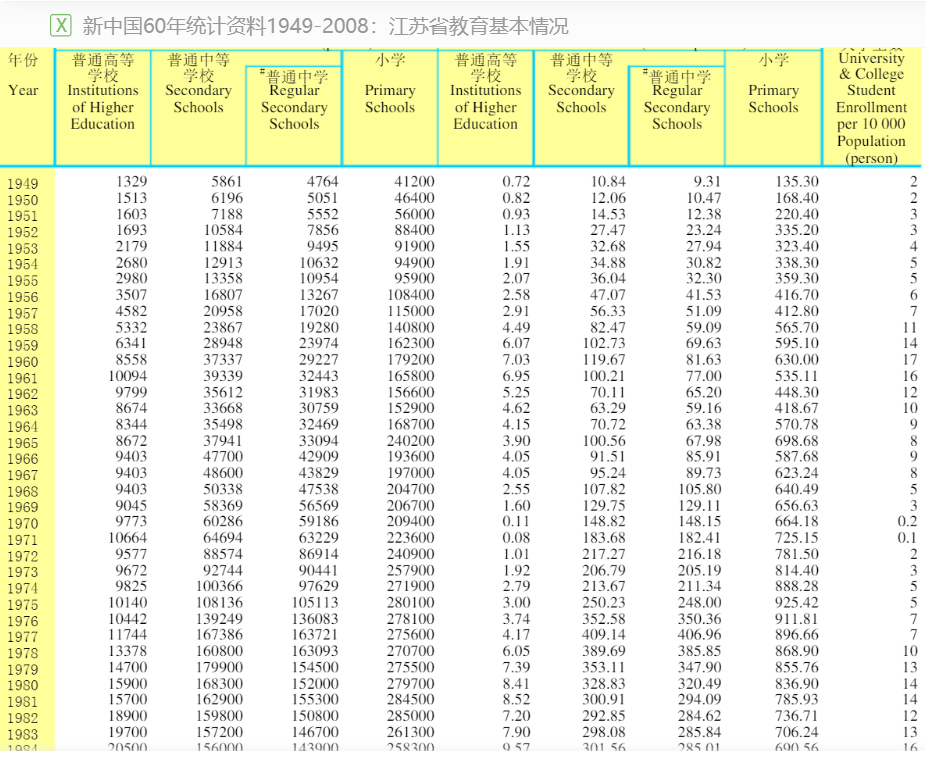 新中国60年统计资料1949-2008：江苏省教育基本情况
年份 普通高等 普通中等 小学 普通高等 普通中等 小学
学校 学校 #普通中学 学校 学校 #普通中学 University
& College
Year Institutions Secondary Regular Primary Institutions Secondary Regular Primary Student
of Higher Schools Secondary Schools of Higher Schools Secondary Schools Enrollment
Education Schools Education Schools per 10 000
Population
(person)
1949 1329 5861 4764 41200 0.72 10.84 9.31 135.30 2
1950 1513 6196 5051 46400 0.82 12.06 10.47 168.40 2
1951 1603 7188 5552 56000 0.93 14.53 12.38 220.40 3
1952 1693 10584 7856 88400 1.13 27.47 23.24 335.20 3
1953 2179 11884 9495 91900 1.55 32.68 27.94 323.40 4
1954 2680 12913 10632 94900 1.91 34.88 30.82 338.30 5
1955 2980 13358 10954 95900 2.07 36.04 32.30 359.30 5
1956 3507 16807 13267 108400 2.58 47.07 41.53 416.70 6
1957 4582 20958 17020 115000 2.91 56.33 51.09 412.80 7
1958 5332 23867 19280 140800 4.49 82.47 59.09 565.70 11
1959 6341 28948 23974 162300 6.07 102.73 69.63 595.10 14
1960 8558 37337 29227 179200 7.03 119.67 81.63 630.00 17
1961 10094 39339 32443 165800 6.95 100.21 77.00 535.11 16
1962 9799 35612 31983 156600 5.25 70.11 65.20 448.30 12
1963 8674 33668 30759 152900 4.62 63.29 59.16 418.67 10
1964 8344 35498 32469 168700 4.15 70.72 63.38 570.78 9
1965 8672 37941 33094 240200 3.90 100.56 67.98 698.68 8
1966 9403 47700 42909 193600 4.05 91.51 85.91 587.68 9
1967 9403 48600 43829 197000 4.05 95.24 89.73 623.24 8
1968 9403 50338 47538 204700 2.55 107.82 105.80 640.49 5
1969 9045 58369 56569 206700 1.60 129.75 129.11 656.63 3
1970 9773 60286 59186 209400 0.11 148.82 148.15 664.18 0.2
1971 10664 64694 63229 223600 0.08 183.68 182.41 725.15 0.1
1972 9577 88574 86914 240900 1.01 217.27 216.18 781.50 2
1973 9672 92744 90441 257900 1.92 206.79 205.19 814.40 3
1974 9825 100366 97629 271900 2.79 213.67 211.34 888.28 5
1975 10140 108136 105113 280100 3.00 250.23 248.00 925.42 5
1976 10442 139249 136083 278100 3.74 352.58 350.36 911.81 7
1977 11744 167386 163721 275600 4.17 409.14 406.96 896.66 7
1978 13378 160800 163093 270700 6.05 389.69 385.85 868.90 10
1979 14700 179900 154500 275500 7.39 353.11 347.90 855.76 13
1980 15900 168300 152000 279700 8.41 328.83 320.49 836.90 14
1981 15700 162900 155300 284500 8.52 300.91 294.09 785.93 14
1982 18900 159800 150800 285000 7.20 292.85 284.62 736.71 12
1983 19700 157200 146700 261300 7.90 298.08 285.84 706.24 13
1984 20500 156000 143900 258300 9.57 301.56 285.01 690.56 16